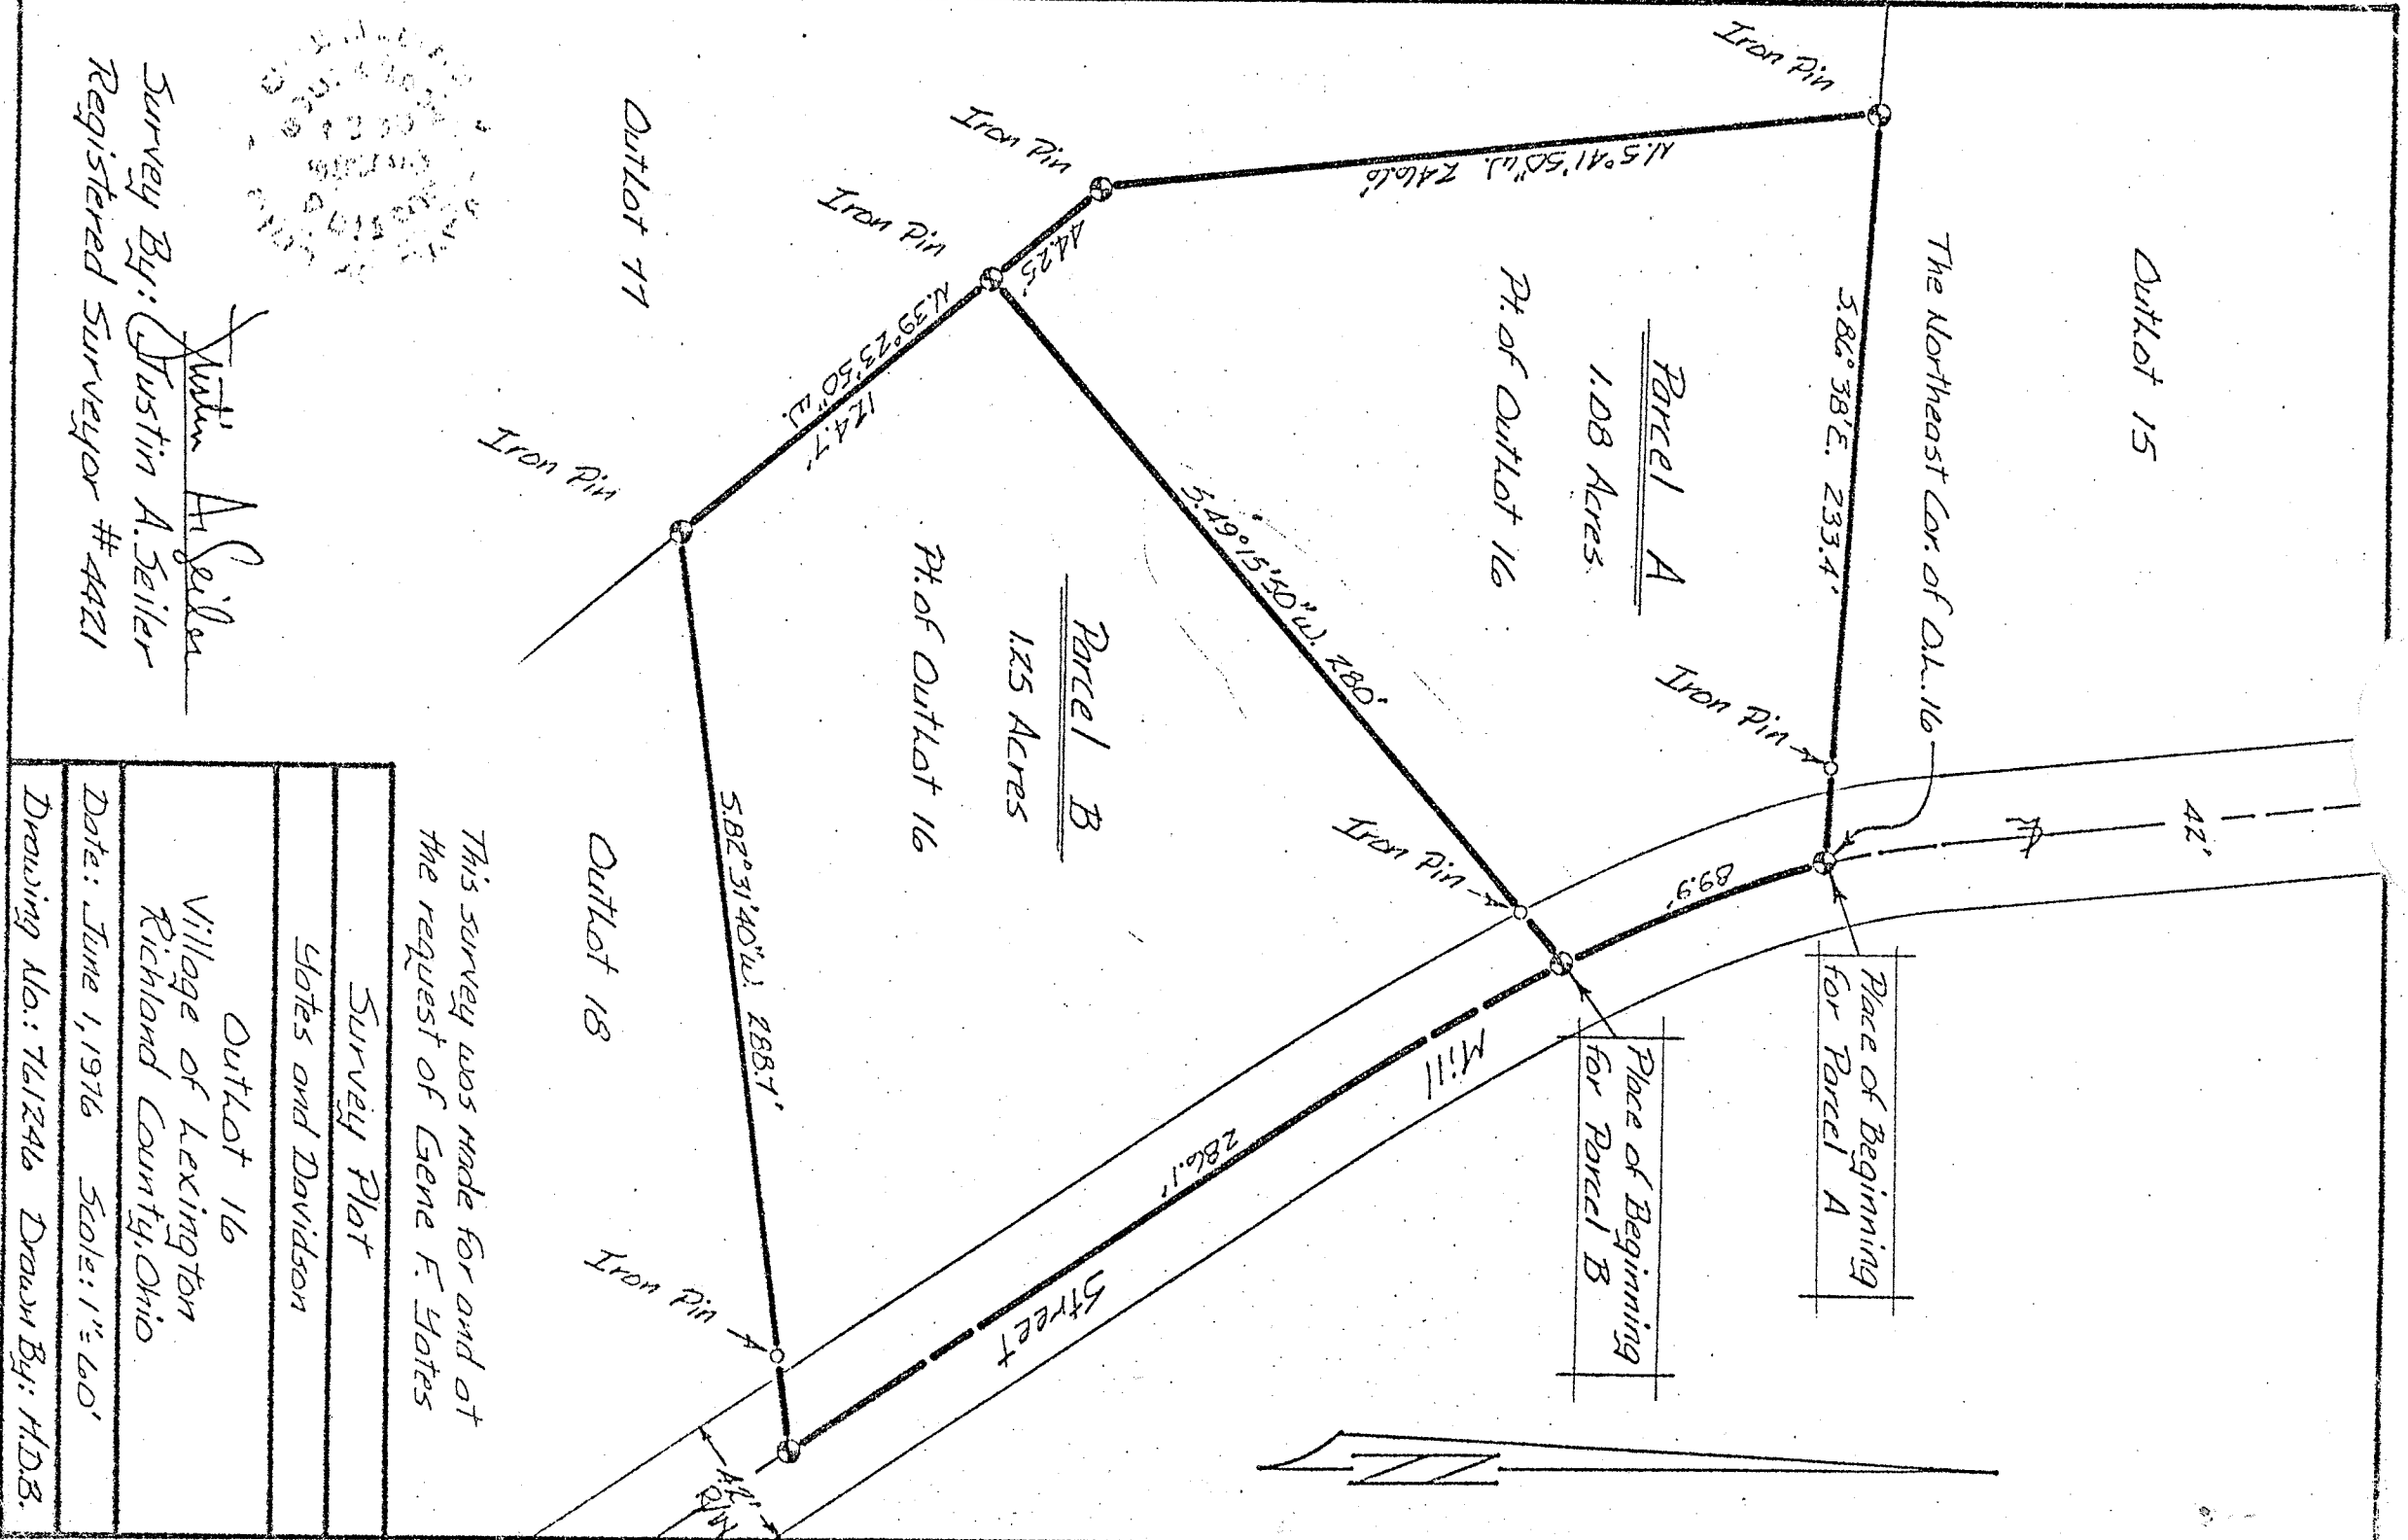 Outlot 15
Iron Pin
The Northeast Cor. of O.L. 16
S.86°38'E. 233.4'
42'
Parcel A
1.08 Acres
Pt. of Outlot 16
Iron Pin
Place of Beginning
for Parcel A
89.9'
N.5°41'50"W. 246.6'
Iron Pin
44.25'
S.49°15'50"W. 280'
Iron Pin
Place of Beginning
for Parcel B
Iron Pin
N.39°23'50"W.
124.7'
Parcel B
1.25 Acres
Pt. of Outlot 16
Mill
Street
286.1'
Outlot 77
Iron Pin
S.82°31'40"W. 288.7'
Outlot 18
Iron Pin
42'
R/W
This survey was made for and at
the request of Gene F. Yates
Survey By: Justin A. Seiler
Registered Surveyor #4421
Survey Plat
Yates and Davidson
Outlot 16
Village of Lexington
Richland County, Ohio
Date: June 1, 1976 Scale: 1"=60'
Drawing No.: 761246 Drawn By: M.D.B.